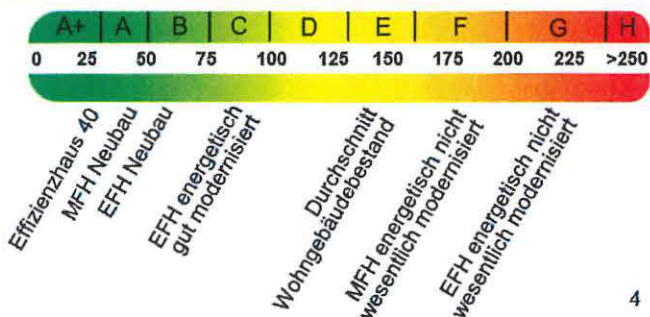 A+ A B C D E F G H
0 25 50 75 100 125 150 175 200 225 >250
Effizienzhaus 40
MFH Neubau
EFH Neubau
EFH energetisch
gut modernisiert
Durchschnitt
Wohngebäudebestand
MFH energetisch nicht
wesentlich modernisiert
EFH energetisch nicht
wesentlich modernisiert
4